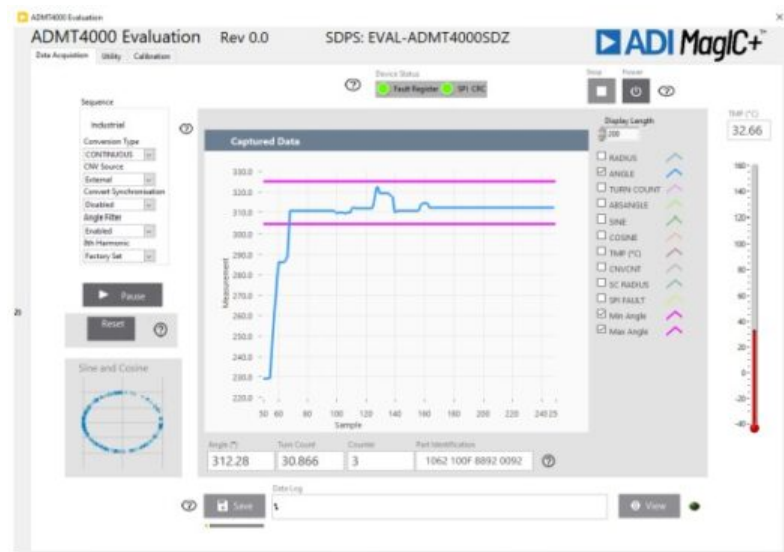 ADMT4000 Evaluation
ADMT4000 Evaluation Rev 0.0 SDPS: EVAL-ADMT4000SDZ
ADI MagIC+™
Data Acquisition Utility Calibration
Device Status
Fault Register SPI CRC
Stop Power
Sequence
Industrial
Conversion Type
CONTINUOUS
CNV Source
External
Convert Synchronisation
Disabled
Angle Filter
Enabled
8th Harmonic
Factory Set
Pause
Reset
Sine and Cosine
Captured Data
Measurement
330.0
320.0
310.0
300.0
290.0
280.0
270.0
260.0
250.0
240.0
230.0
220.0
50 60 80 100 120 140 160 180 200 220 240 25
Sample
Display Length
200
RADIUS
ANGLE
TURN COUNT
ABSANGLE
SINE
COSINE
TMP (°C)
CNVCNT
SC RADIUS
SPI FAULT
Min Angle
Max Angle
TMP (°C)
32.66
160
140
120
100
80
60
40
20
0
-20
-40
Angle (°) Turn Count Counter Part Identification
312.28 30.866 3 1062 100F 8892 0092
Data Log
Save
View